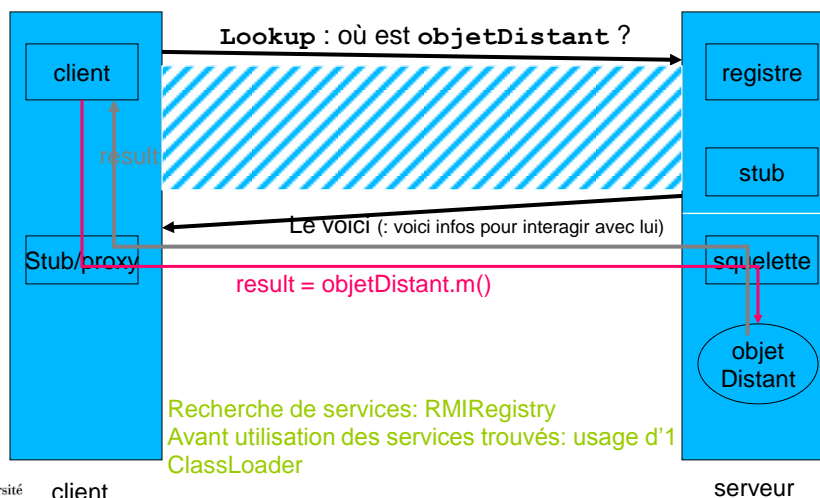 Lookup : où est objetDistant ?
client
registre
result
stub
Le voici (: voici infos pour interagir avec lui)
Stub/proxy
squelette
result = objetDistant.m()
objet
Distant
Recherche de services: RMIRegistry
Avant utilisation des services trouvés: usage d'1
ClassLoader
client
serveur